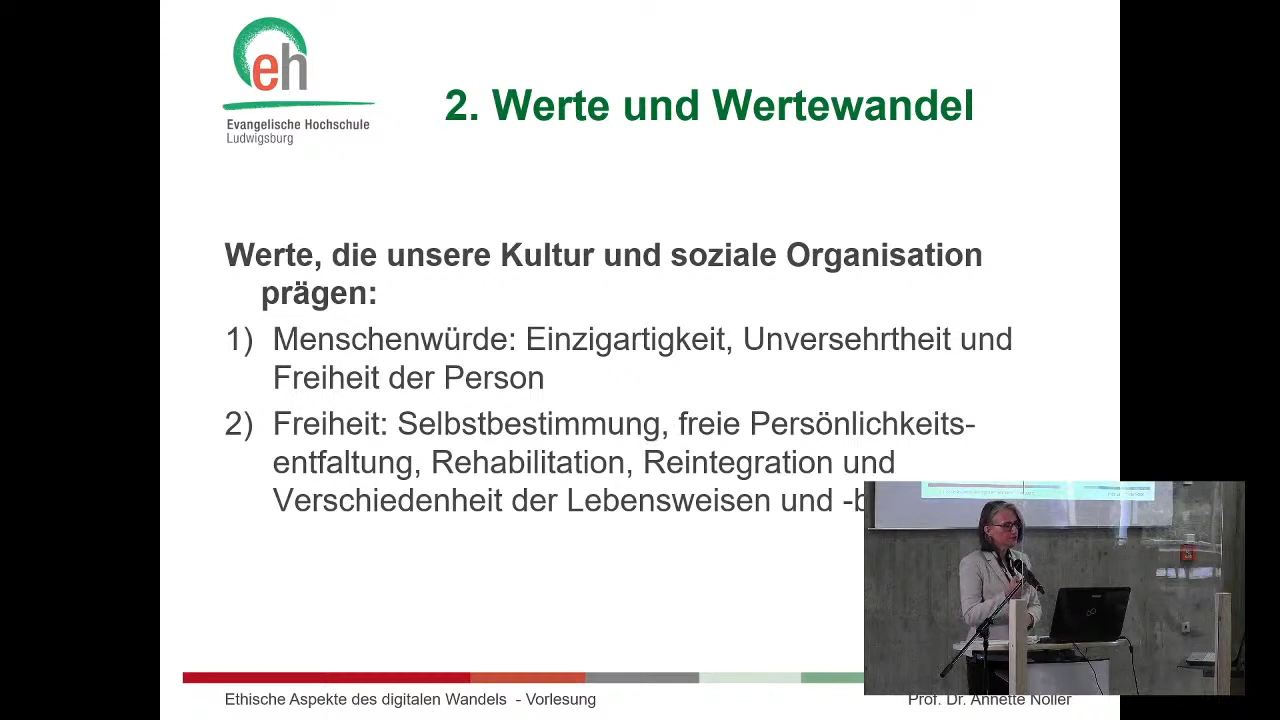 eh
Evangelische Hochschule
Ludwigsburg
2. Werte und Wertewandel
Werte, die unsere Kultur und soziale Organisation
prägen:
1) Menschenwürde: Einzigartigkeit, Unversehrtheit und
Freiheit der Person
2) Freiheit: Selbstbestimmung, freie Persönlichkeits-
entfaltung, Rehabilitation, Reintegration und
Verschiedenheit der Lebensweisen und
Ethische Aspekte des digitalen Wandels - Vorlesung
Prof. Dr. Annette Noller